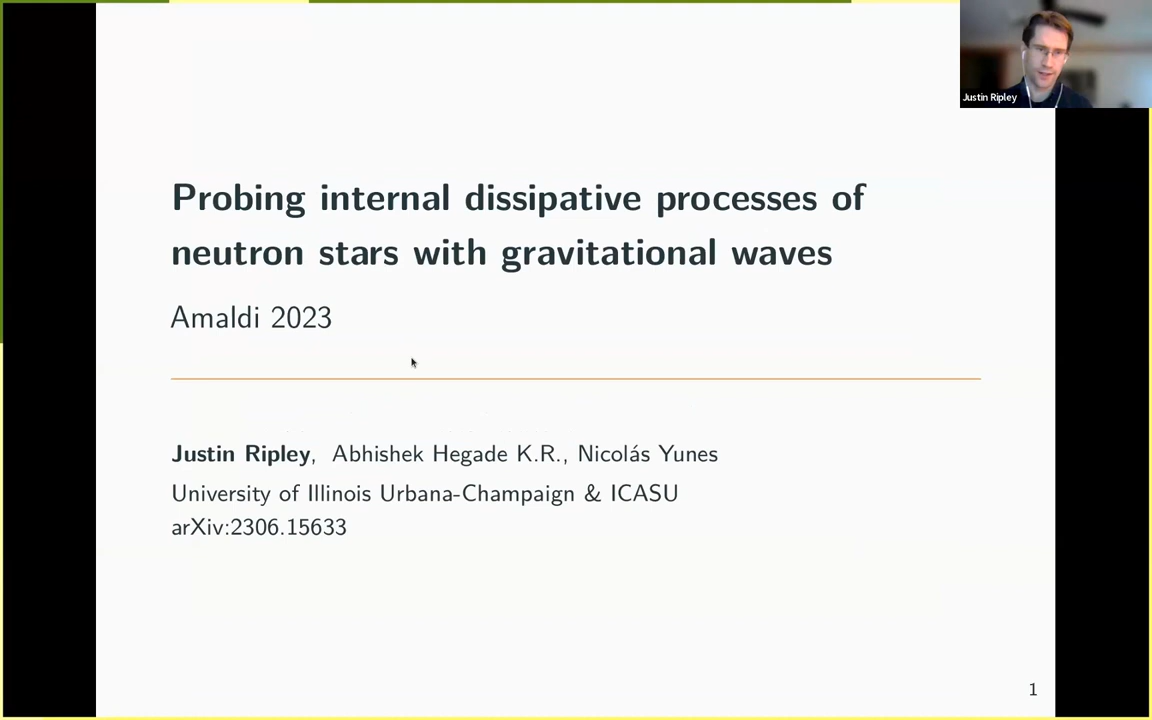 Justin Ripley
Probing internal dissipative processes of
neutron stars with gravitational waves
Amaldi 2023
Justin Ripley, Abhishek Hegade K.R., Nicolás Yunes
University of Illinois Urbana-Champaign & ICASU
arXiv:2306.15633
1